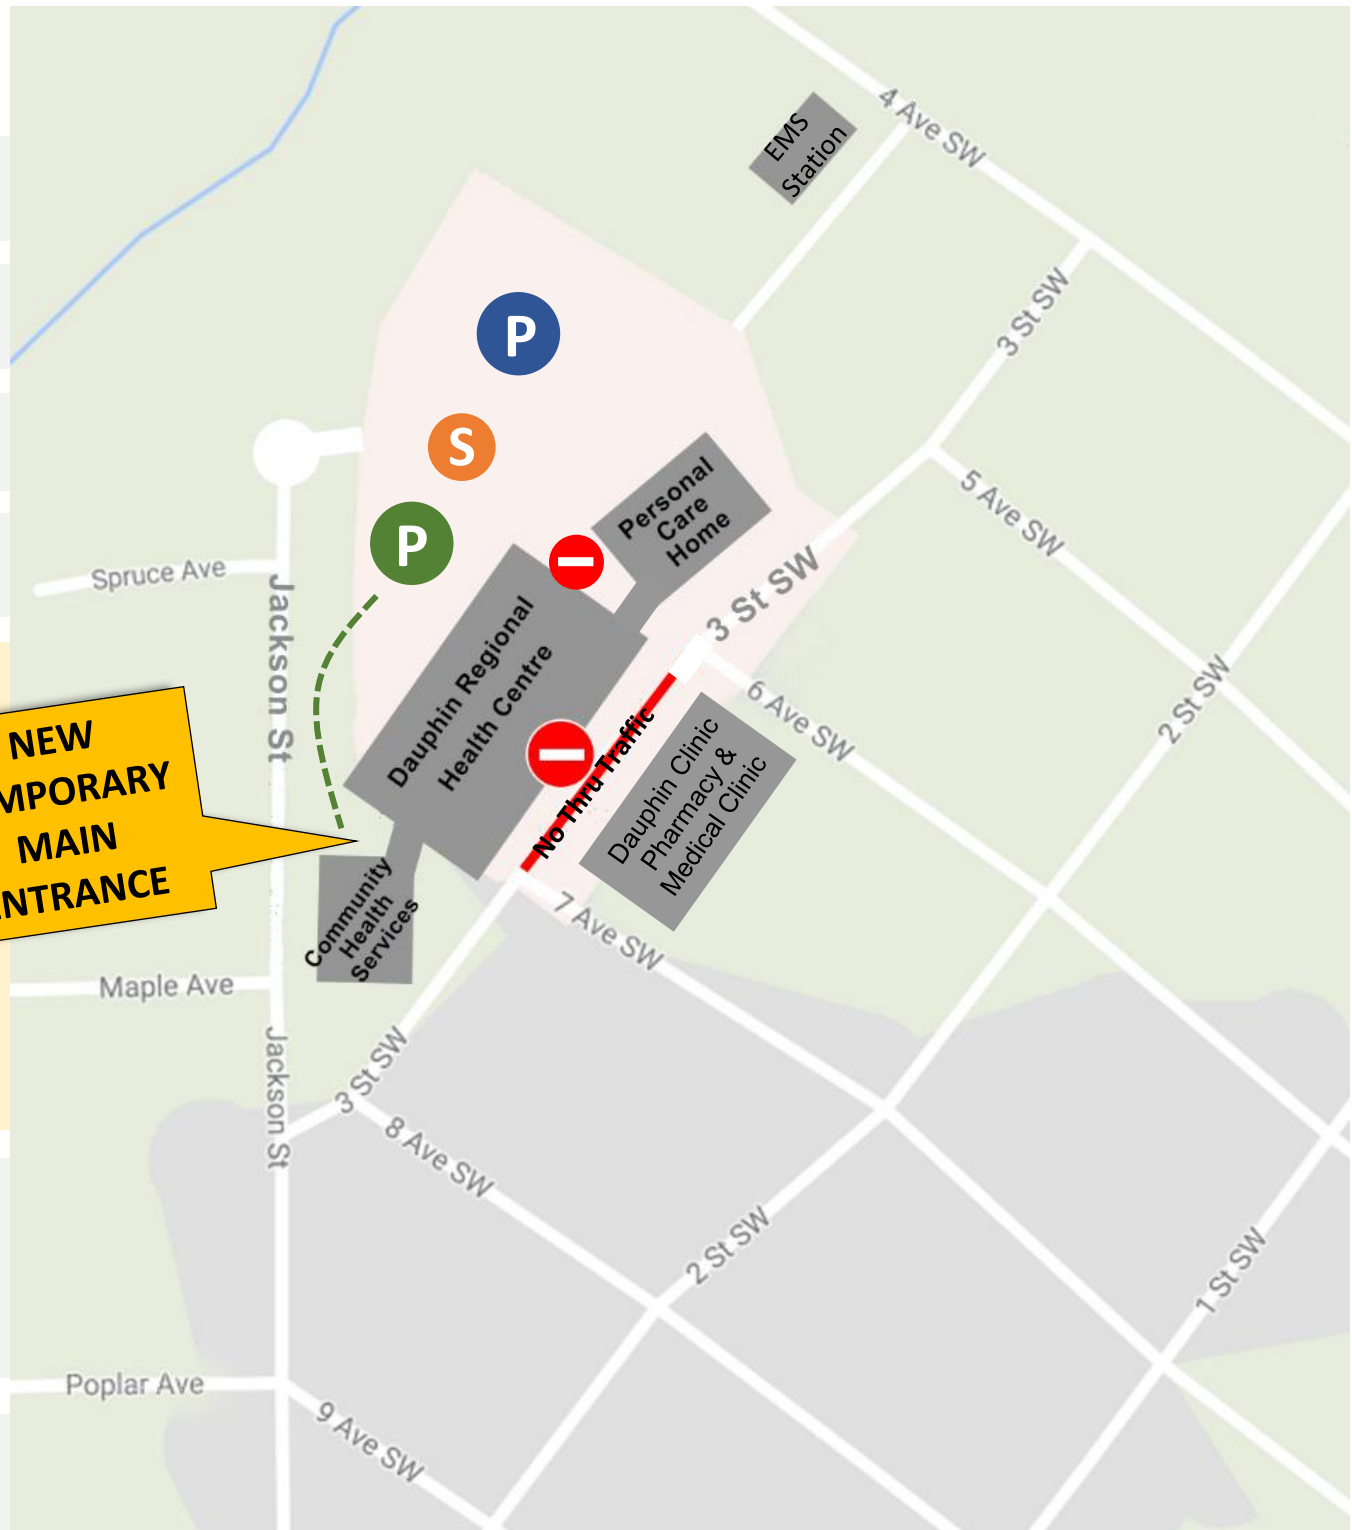 4 Ave SW
EMS
Station
3 St SW
P
S
P
Personal
Care
Home
5 Ave SW
Spruce Ave
Jackson St
3 St SW
Dauphin Regional
Health Centre
6 Ave SW
2 St SW
No Thru Traffic
Dauphin Clinic
Pharmacy &
Medical Clinic
NEW
MPORARY
MAIN
NTRANCE
Community
Health
Services
7 Ave SW
Maple Ave
Jackson St
3 St SW
8 Ave SW
2 St SW
1 St SW
Poplar Ave
9 Ave SW